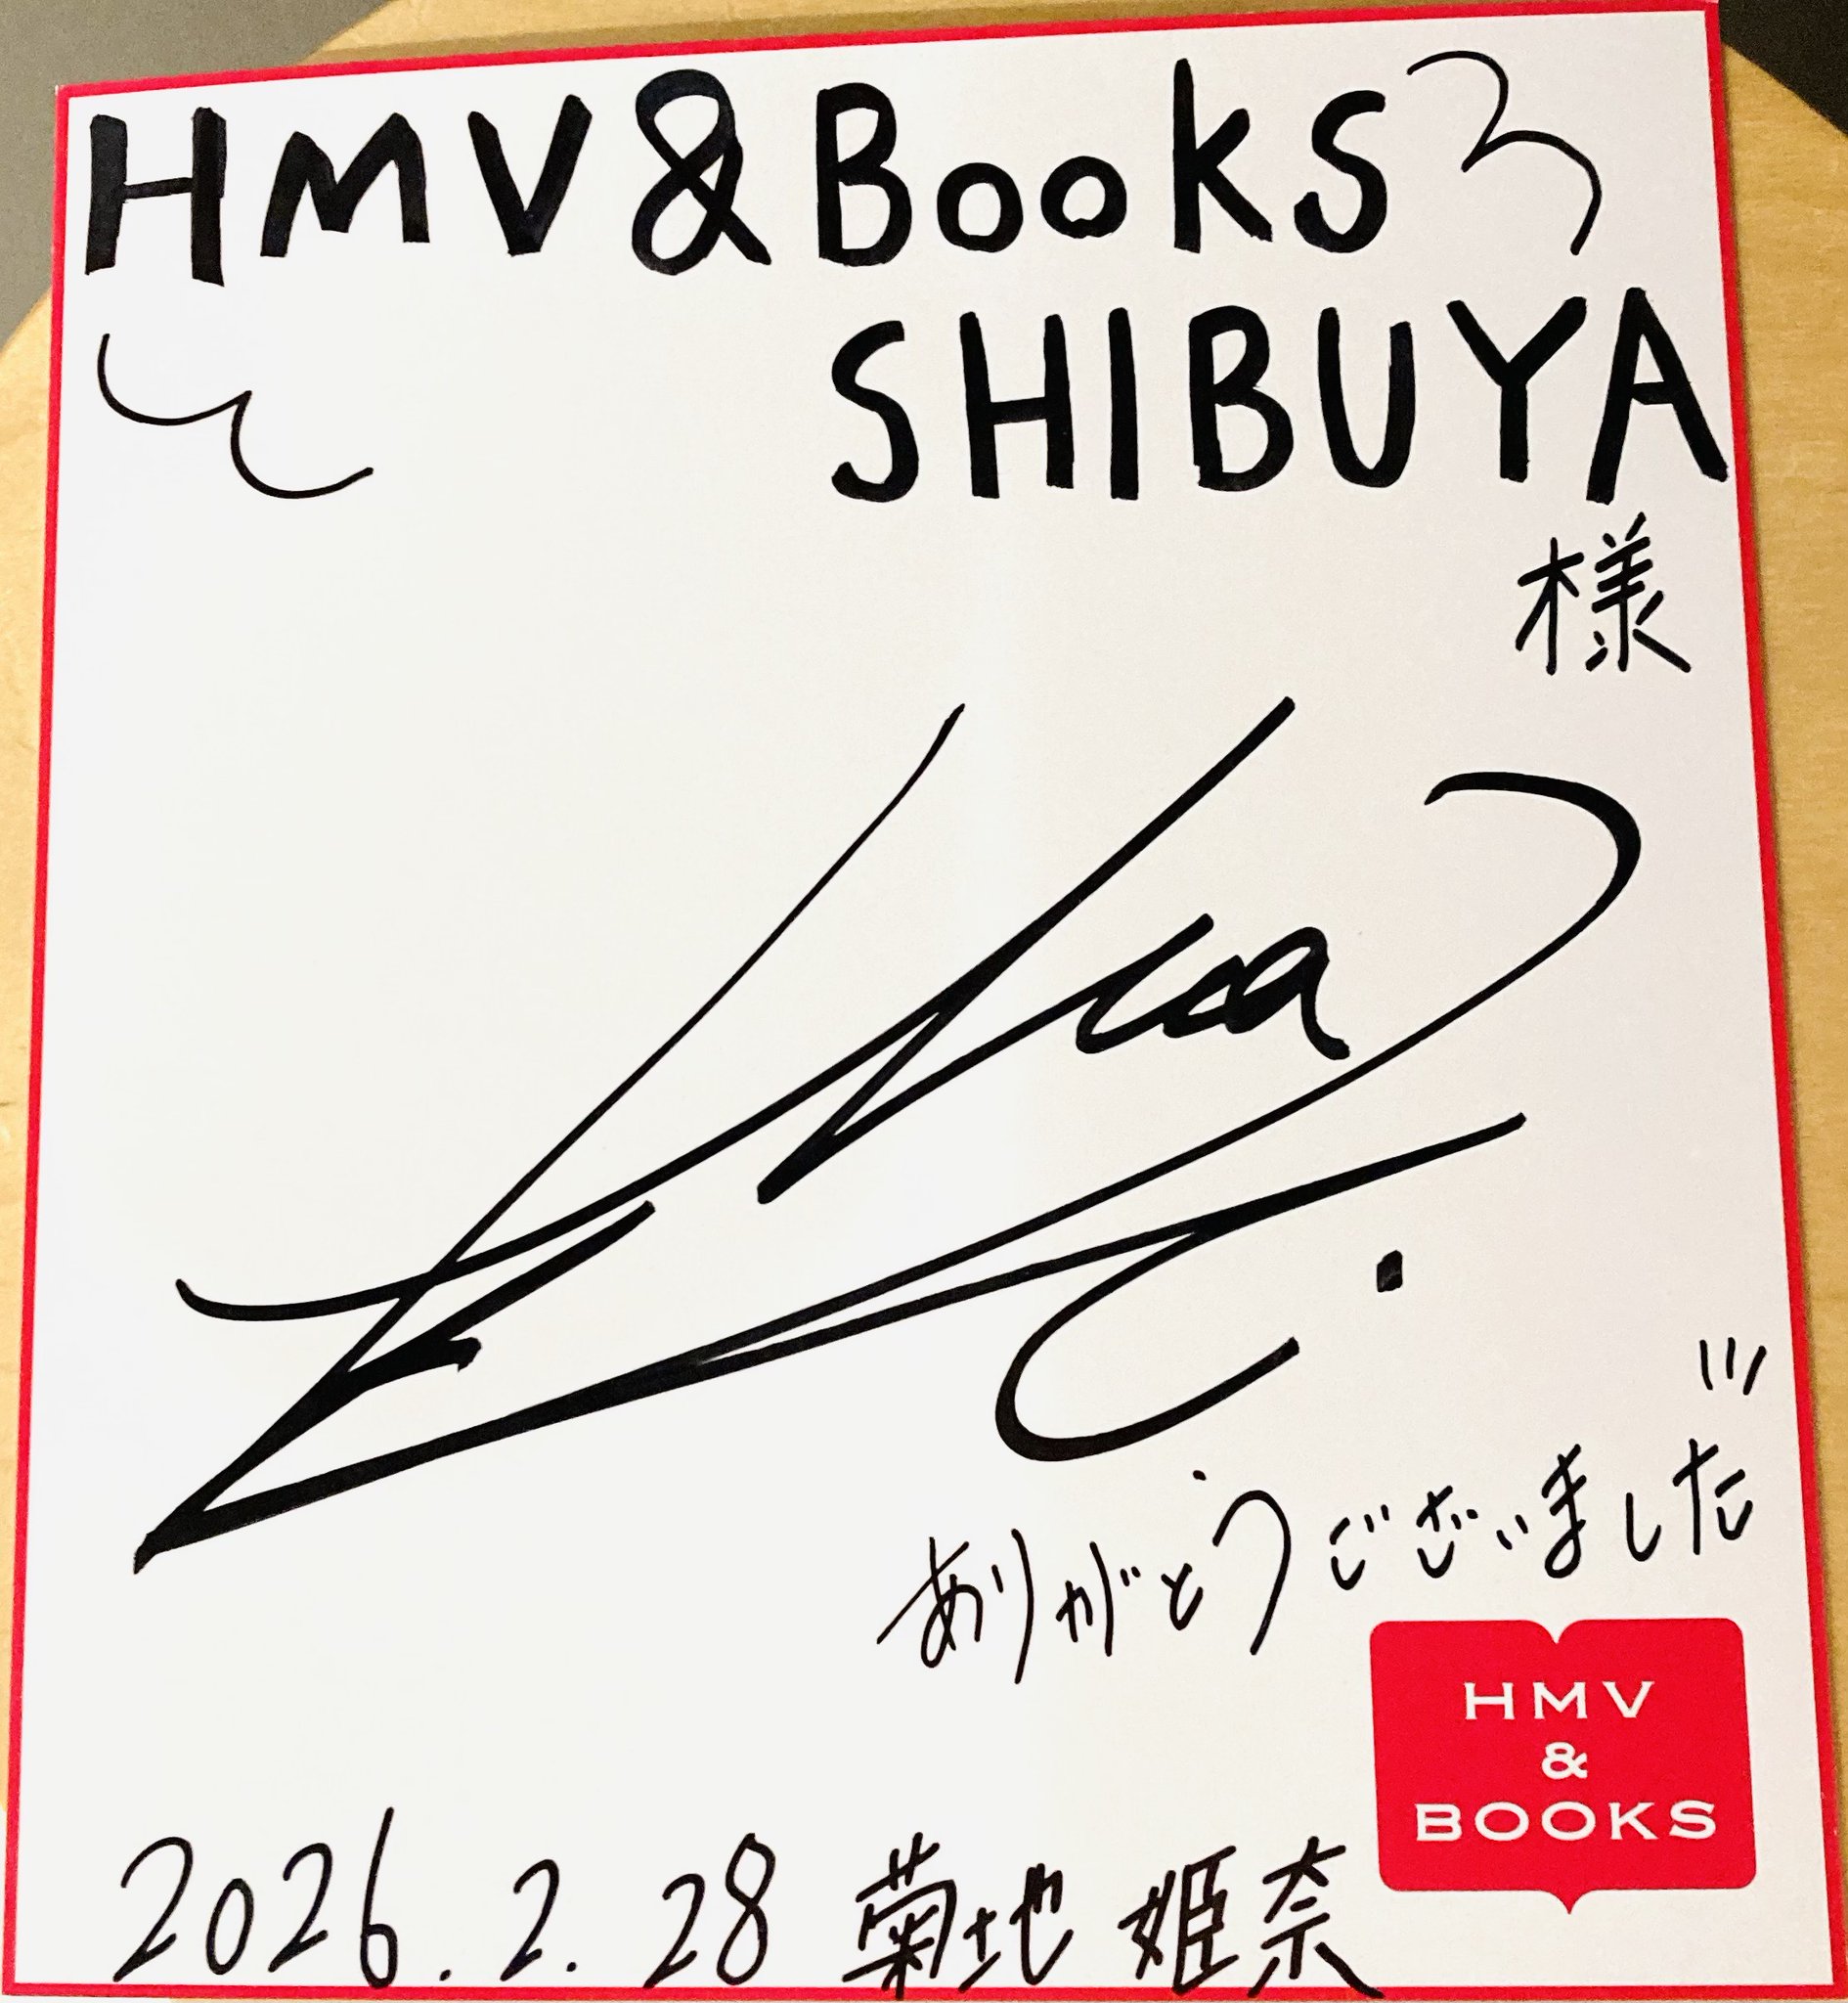 HMV&BooKS
SHIBUYA
様
ありがとうございました
HMV
&
BOOKS
2026.2.28 菊地 姫奈